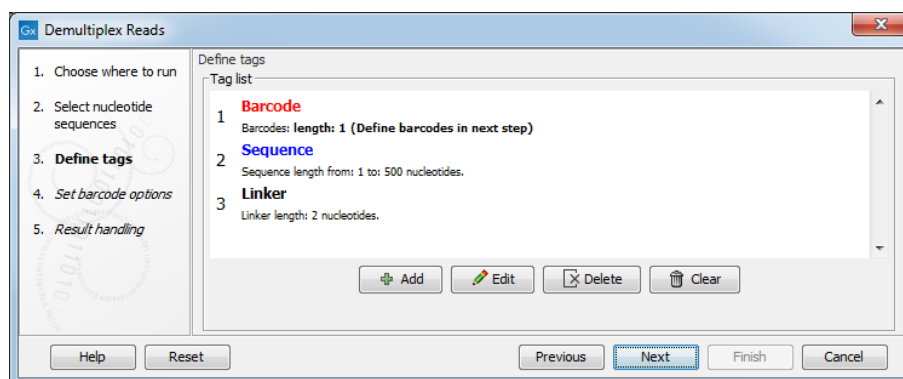 Gx Demultiplex Reads
X
1. Choose where to run
2. Select nucleotide
sequences
3. Define tags
4. Set barcode options
5. Result handling
Define tags
Tag list
1 Barcode
Barcodes: length: 1 (Define barcodes in next step)
2 Sequence
Sequence length from: 1 to: 500 nucleotides.
3 Linker
Linker length: 2 nucleotides.
Add Edit Delete Clear
Help Reset Previous Next Finish Cancel